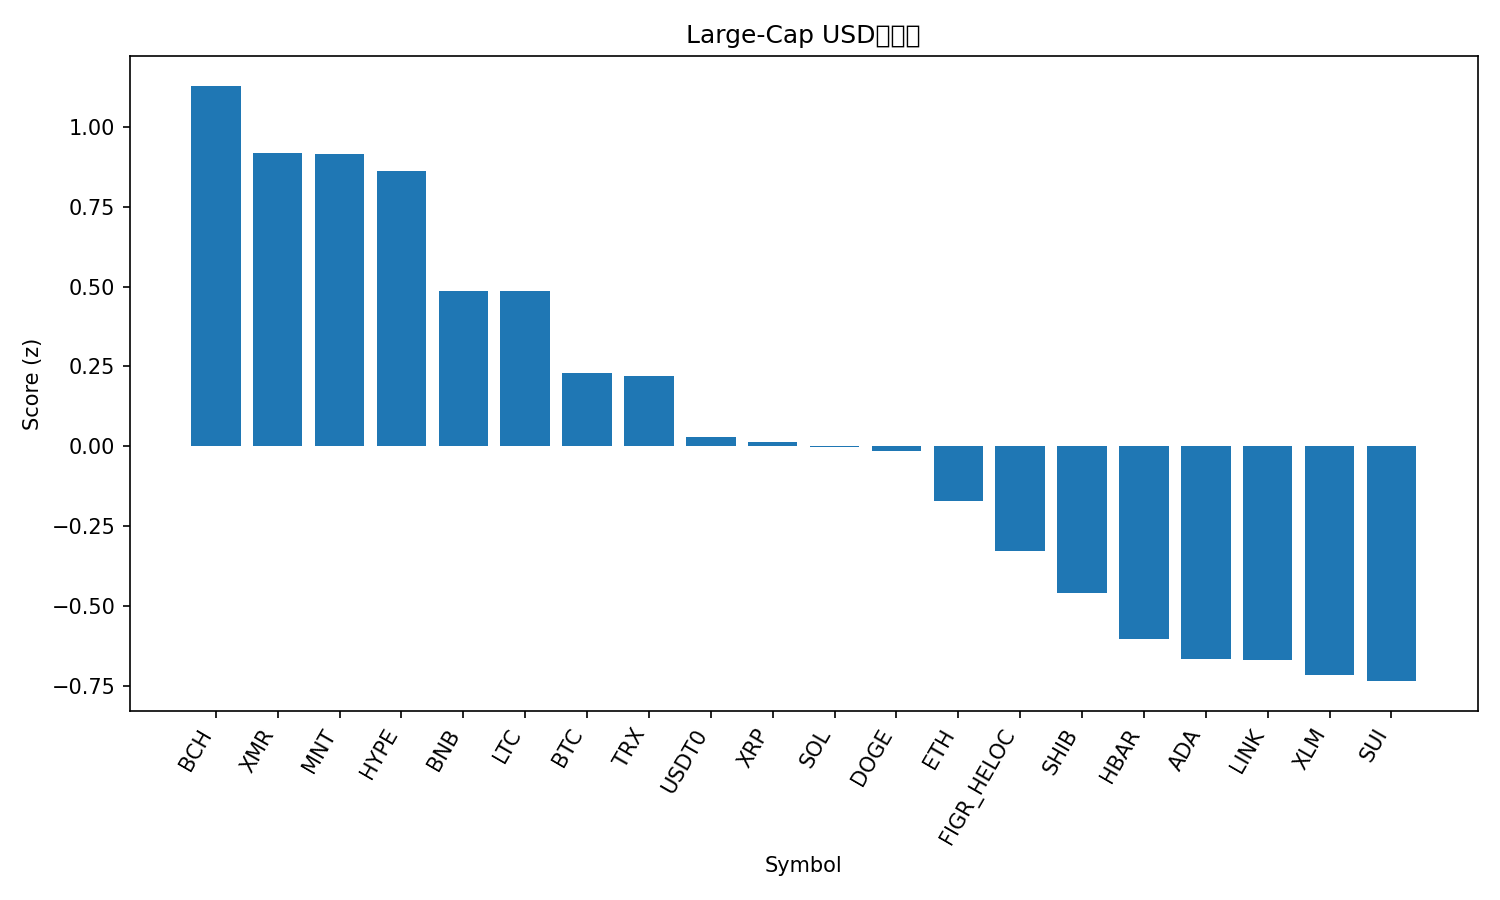 Large-Cap USD
1.00
0.75
0.50
0.25
0.00
−0.25
−0.50
−0.75
Score (z)
BCH
XMR
MNT
HYPE
BNB
LTC
BTC
TRX
USDT0
XRP
SOL
DOGE
ETH
FIGR_HELOC
SHIB
HBAR
ADA
LINK
XLM
SUI
Symbol